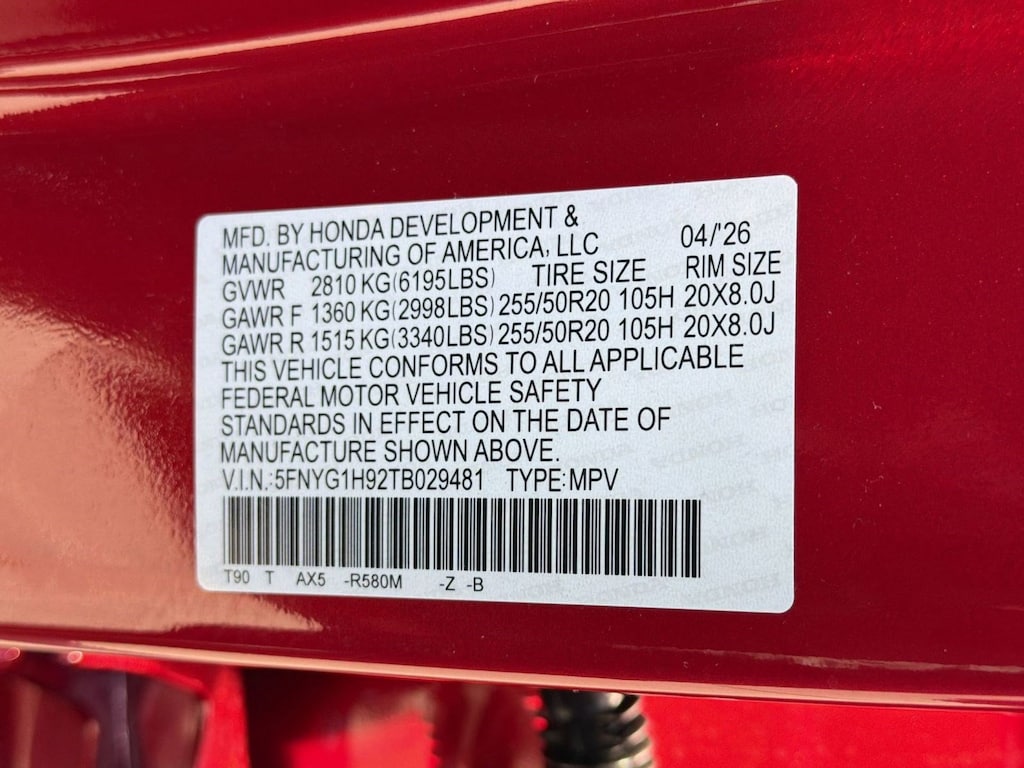 MFD. BY HONDA DEVELOPMENT &
MANUFACTURING OF AMERICA, LLC 04/'26
GVWR 2810 KG(6195LBS) TIRE SIZE RIM SIZE
GAWR F 1360 KG(2998LBS) 255/50R20 105H 20X8.0J
GAWR R 1515 KG(3340LBS) 255/50R20 105H 20X8.0J
THIS VEHICLE CONFORMS TO ALL APPLICABLE
FEDERAL MOTOR VEHICLE SAFETY
STANDARDS IN EFFECT ON THE DATE OF
MANUFACTURE SHOWN ABOVE.
V.I.N.:5FNYG1H92TB029481 TYPE:MPV
T90 T AX5 -R580M -Z -B